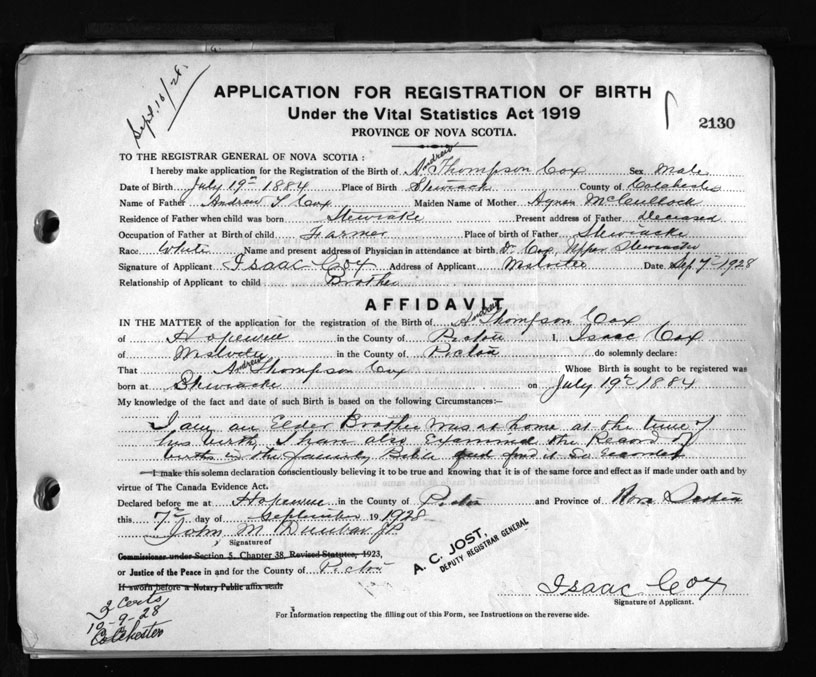 Sept. 10/28.
APPLICATION FOR REGISTRATION OF BIRTH
Under the Vital Statistics Act 1919
2130
PROVINCE OF NOVA SCOTIA.
TO THE REGISTRAR GENERAL OF NOVA SCOTIA:
Andrew
I hereby make application for the Registration of the Birth of A. Thompson Cox Sex Male
Date of Birth July 19th 1884 Place of Birth Stewiack County of Colchester
Name of Father Andrew L Cox Maiden Name of Mother Agnes McCullock
Residence of Father when child was born Stewiake Present address of Father deceased
Occupation of Father at Birth of child Farmer Place of birth of Father Stewiacke
Race White Name and present address of Physician in attendance at birth Dr Cox, Upper Stewiacke
Signature of Applicant Isaac Cox Address of Applicant Date Sep 7th 1928
Relationship of Applicant to child Brother
AFFIDAVIT
Andrew
IN THE MATTER of the application for the registration of the Birth of A. Thompson Cox
of Hopewell in the County of Pictou I, Isaac Cox
of in the County of Pictou do solemnly declare:
Andrew
That A Thompson Cox Whose Birth is sought to be registered was
born at Stewiacke on July 19th 1884
My knowledge of the fact and date of such Birth is based on the following Circumstances:—
I am an Elder Brother Was at home at the time of
his birth, I have also Examined the Record of
births in the family Bible and find it so recorded
I make this solemn declaration conscientiously believing it to be true and knowing that it is of the same force and effect as if made under oath and by
virtue of The Canada Evidence Act.
Declared before me at Hopewell in the County of Pictou and Province of Nova Scotia
this 7th day of September 1928
John M Dunbar J.P.
Signature of
Commissioner under Section 5, Chapter 38, Revised Statutes, 1923,
or Justice of the Peace in and for the County of Pictou
If sworn before a Notary Public affix seal
A. C. JOST,
DEPUTY REGISTRAR GENERAL
Isaac Cox
Signature of Applicant.
2 Certs
10-9-28
Colchester
For Information respecting the filling out of this Form, see Instructions on the reverse side.